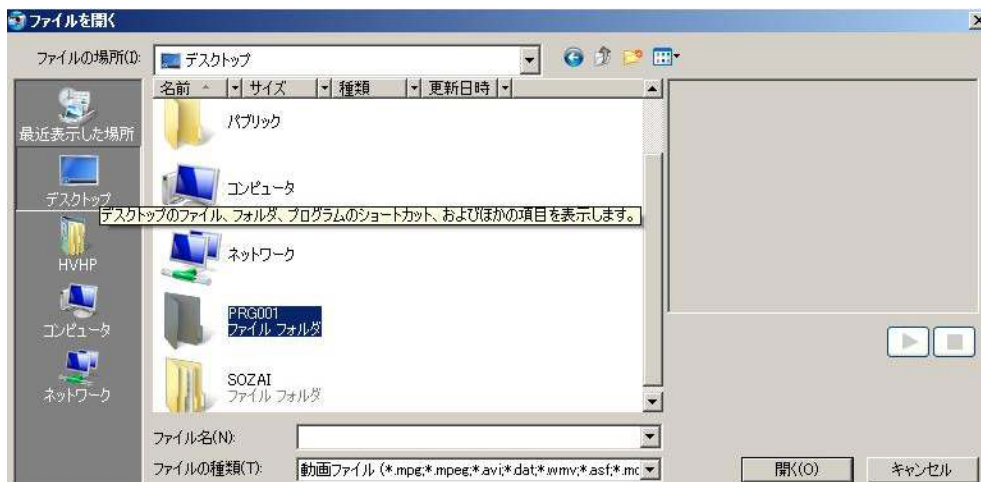 ファイルを開く
ファイルの場所(I):
デスクトップ
名前 サイズ 種類 更新日時
最近表示した場所
デスクトップ
HVHP
コンピュータ
ネットワーク
パブリック
コンピュータ
デスクトップのファイル、フォルダ、プログラムのショートカット、およびほかの項目を表示します。
ネットワーク
PRG001
ファイル フォルダ
SOZAI
ファイル フォルダ
ファイル名(N):
ファイルの種類(T):
動画ファイル (*.mpg;*.mpeg;*.avi;*.dat;*.wmv;*.asf;*.mc
開く(O)
キャンセル